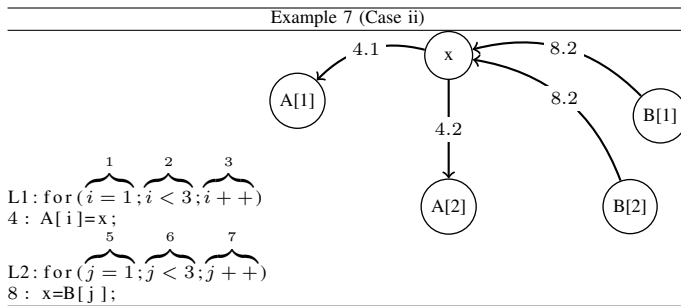 Example 7 (Case ii)
4.1
x
8.2
A[1]
8.2
B[1]
4.2
A[2]
B[2]
1 2 3
L1:for(i = 1;i < 3;i + +)
4: A[i]=x;
5 6 7
L2:for(j = 1;j < 3;j + +)
8: x=B[j];